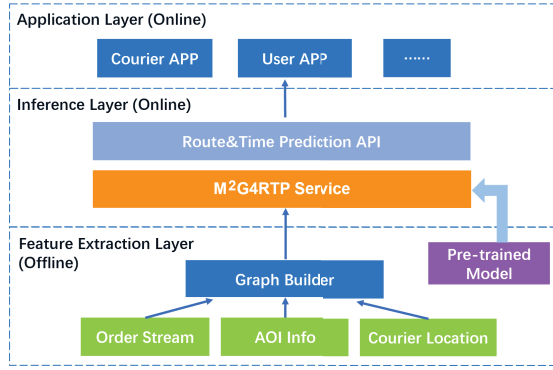 Application Layer (Online)
Courier APP
User APP
······
Inference Layer (Online)
Route&Time Prediction API
M²G4RTP Service
Feature Extraction Layer
(Offline)
Pre-trained
Model
Graph Builder
Order Stream
AOI Info
Courier Location